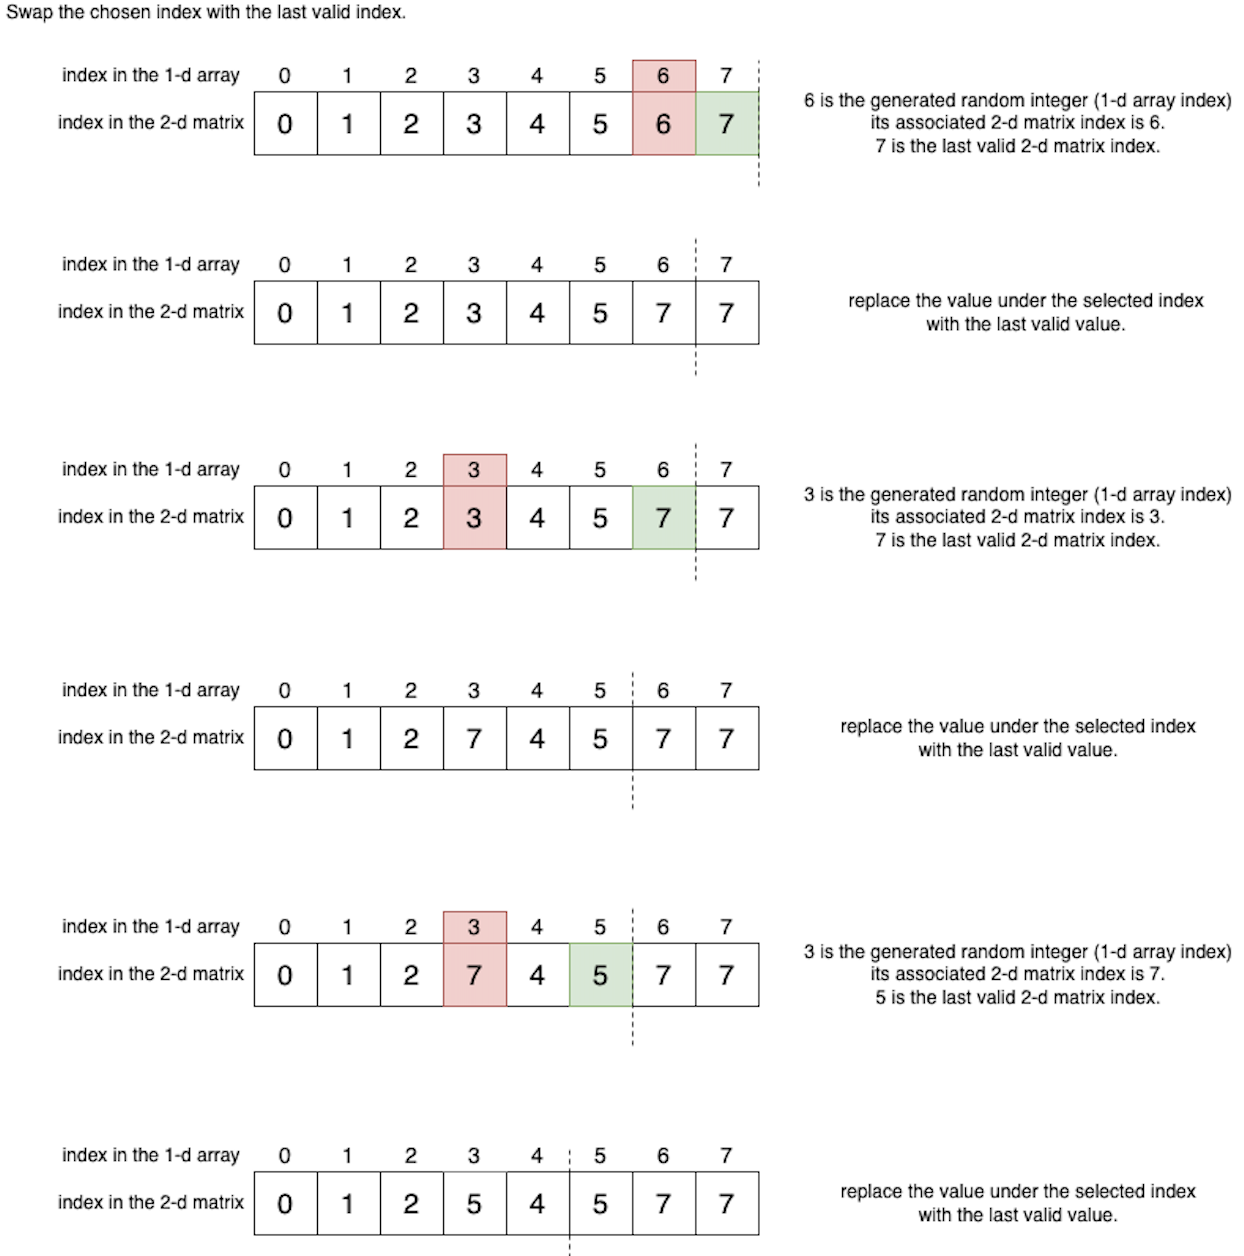 Swap the chosen index with the last valid index.
index in the 1-d array 0 1 2 3 4 5 6 7
index in the 2-d matrix 0 1 2 3 4 5 6 7
6 is the generated random integer (1-d array index)
its associated 2-d matrix index is 6.
7 is the last valid 2-d matrix index.
index in the 1-d array 0 1 2 3 4 5 6 7
index in the 2-d matrix 0 1 2 3 4 5 7 7
replace the value under the selected index
with the last valid value.
index in the 1-d array 0 1 2 3 4 5 6 7
index in the 2-d matrix 0 1 2 3 4 5 7 7
3 is the generated random integer (1-d array index)
its associated 2-d matrix index is 3.
7 is the last valid 2-d matrix index.
index in the 1-d array 0 1 2 3 4 5 6 7
index in the 2-d matrix 0 1 2 7 4 5 7 7
replace the value under the selected index
with the last valid value.
index in the 1-d array 0 1 2 3 4 5 6 7
index in the 2-d matrix 0 1 2 7 4 5 7 7
3 is the generated random integer (1-d array index)
its associated 2-d matrix index is 7.
5 is the last valid 2-d matrix index.
index in the 1-d array 0 1 2 3 4 5 6 7
index in the 2-d matrix 0 1 2 5 4 5 7 7
replace the value under the selected index
with the last valid value.